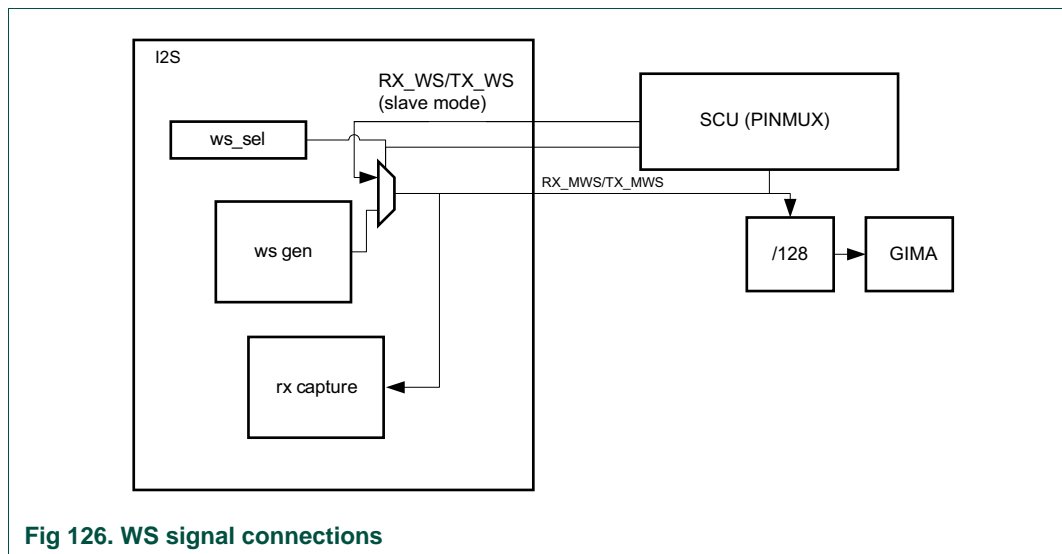 I2S
RX_WS/TX_WS
(slave mode)
SCU (PINMUX)
ws_sel
RX_MWS/TX_MWS
ws gen
/128
GIMA
rx capture
Fig 126. WS signal connections